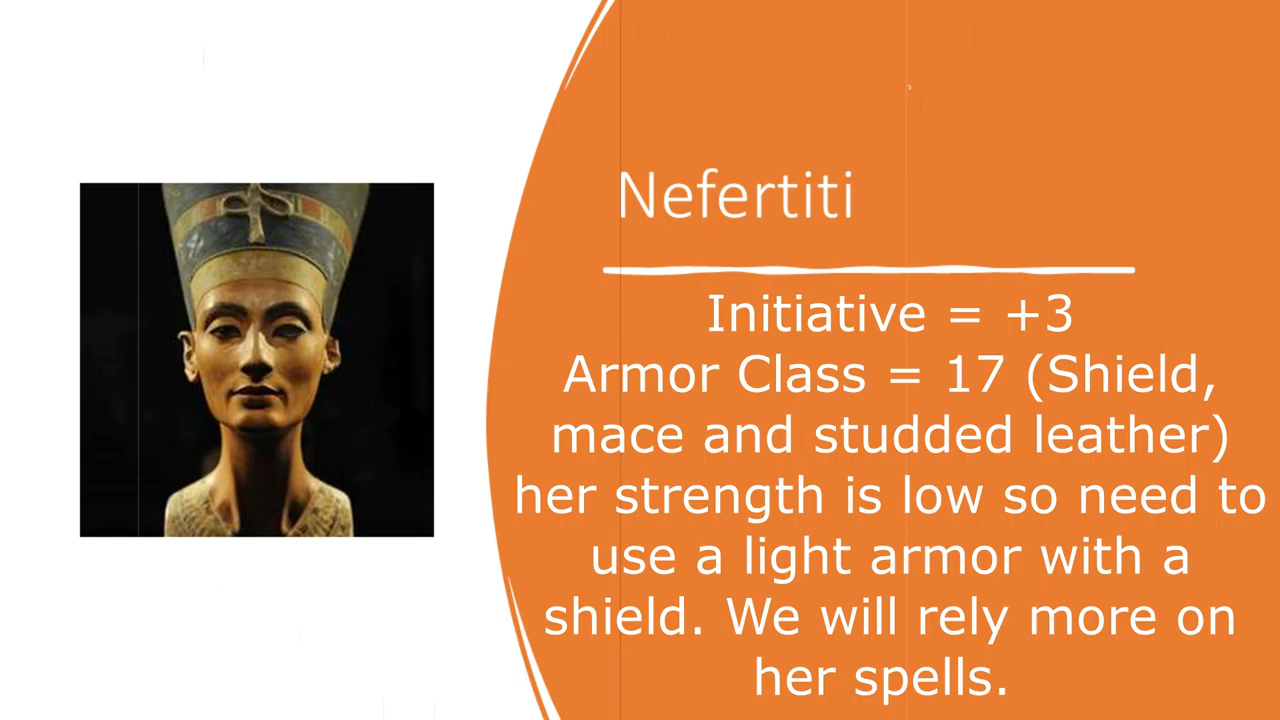 Nefertiti
Initiative = +3
Armor Class = 17 (Shield,
mace and studded leather)
her strength is low so need to
use a light armor with a
shield. We will rely more on
her spells.